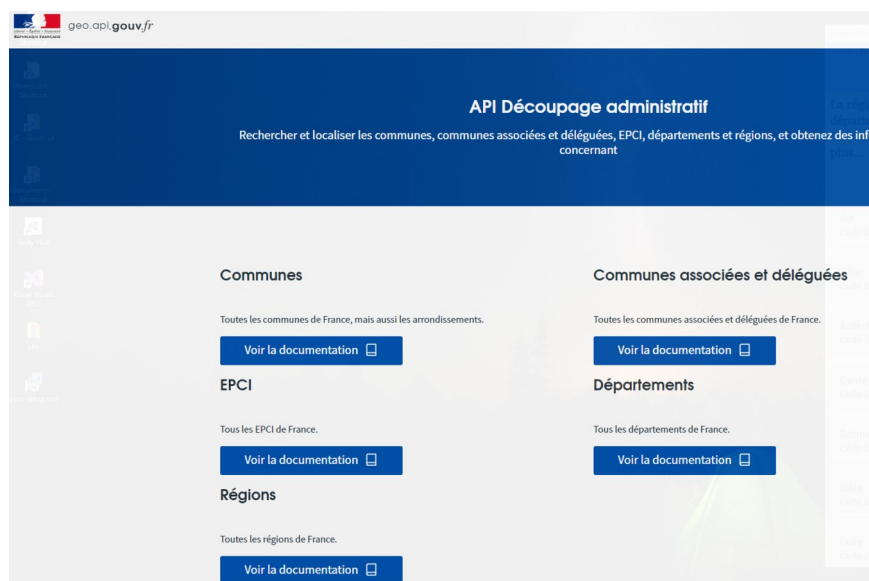 geo.api.gouv.fr
RÉPUBLIQUE FRANÇAISE
API Découpage administratif
Rechercher et localiser les communes, communes associées et déléguées, EPCI, départements et régions, et obtenez des inf
concernant
Communes
Communes associées et déléguées
Toutes les communes de France, mais aussi les arrondissements.
Toutes les communes associées et déléguées de France.
Voir la documentation
Voir la documentation
EPCI
Départements
Tous les EPCI de France.
Tous les départements de France.
Voir la documentation
Voir la documentation
Régions
Toutes les régions de France.
Voir la documentation